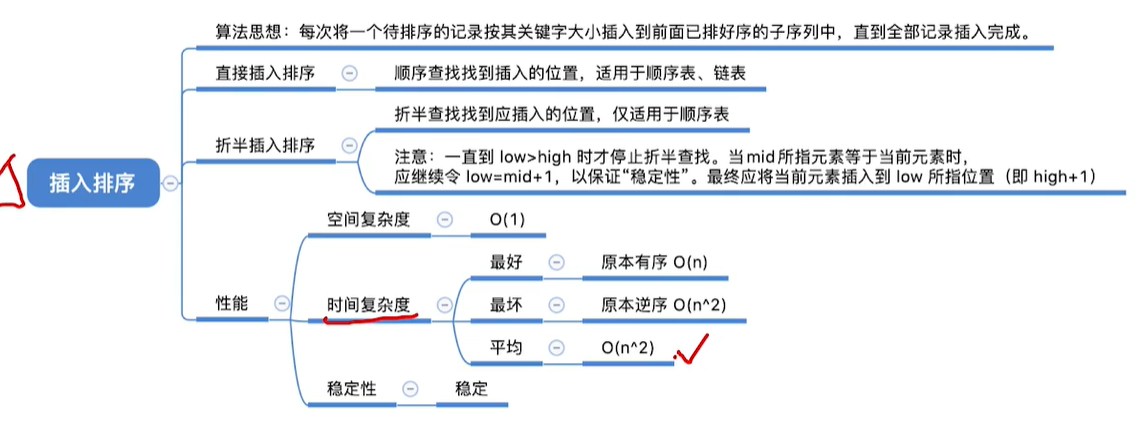 算法思想：每次将一个待排序的记录按其关键字大小插入到前面已排好序的子序列中，直到全部记录插入完成。
直接插入排序
顺序查找找到插入的位置，适用于顺序表、链表
折半插入排序
折半查找找到应插入的位置，仅适用于顺序表
注意：一直到 low>high 时才停止折半查找。当mid所指元素等于当前元素时，
应继续令 low=mid+1，以保证“稳定性”。最终应将当前元素插入到 low 所指位置（即 high+1）
插入排序
性能
空间复杂度
O(1)
时间复杂度
最好
原本有序 O(n)
最坏
原本逆序 O(n^2)
平均
O(n^2)
稳定性
稳定